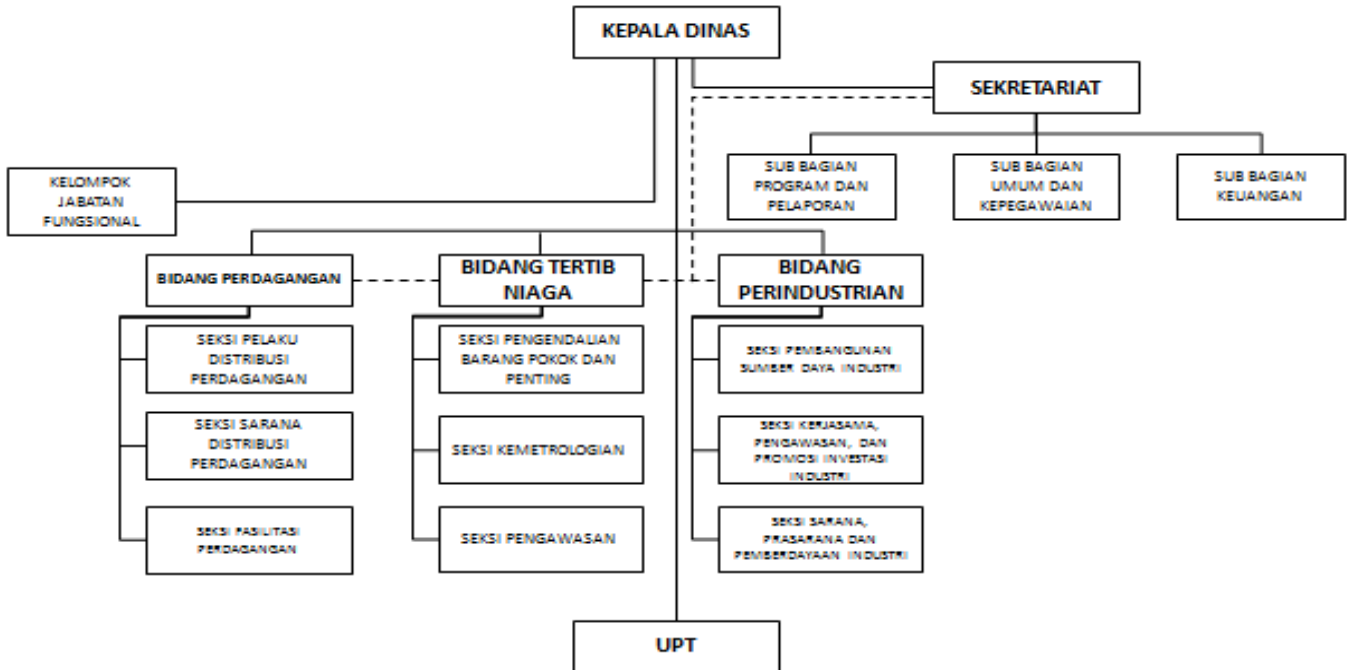 KEPALA DINAS
SEKRETARIAT
SUB BAGIAN
PROGRAM DAN
PELAPORAN
SUB BAGIAN
UMUM DAN
KEPEGAWAIAN
SUB BAGIAN
KEUANGAN
KELOMPOK
JABATAN
FUNGSIONAL
BIDANG PERDAGANGAN
BIDANG TERTIB
NIAGA
BIDANG
PERINDUSTRIAN
SEKSI PELAKU
DISTRIBUSI
PERDAGANGAN
SEKSI PENGENDALIAN
BARANG POKOK DAN
PENTING
SEKSI PEMBANGUNAN
SUMBER DAYA INDUSTRI
SEKSI SARANA
DISTRIBUSI
PERDAGANGAN
SEKSI KEMETROLOGIAN
SEKSI KERJASAMA,
PENGAWASAN, DAN
PROMOSI INVESTASI
INDUSTRI
SEKSI FASILITASI
PERDAGANGAN
SEKSI PENGAWASAN
SEKSI SARANA,
PRASARANA DAN
PEMBERDAYAAN INDUSTRI
UPT